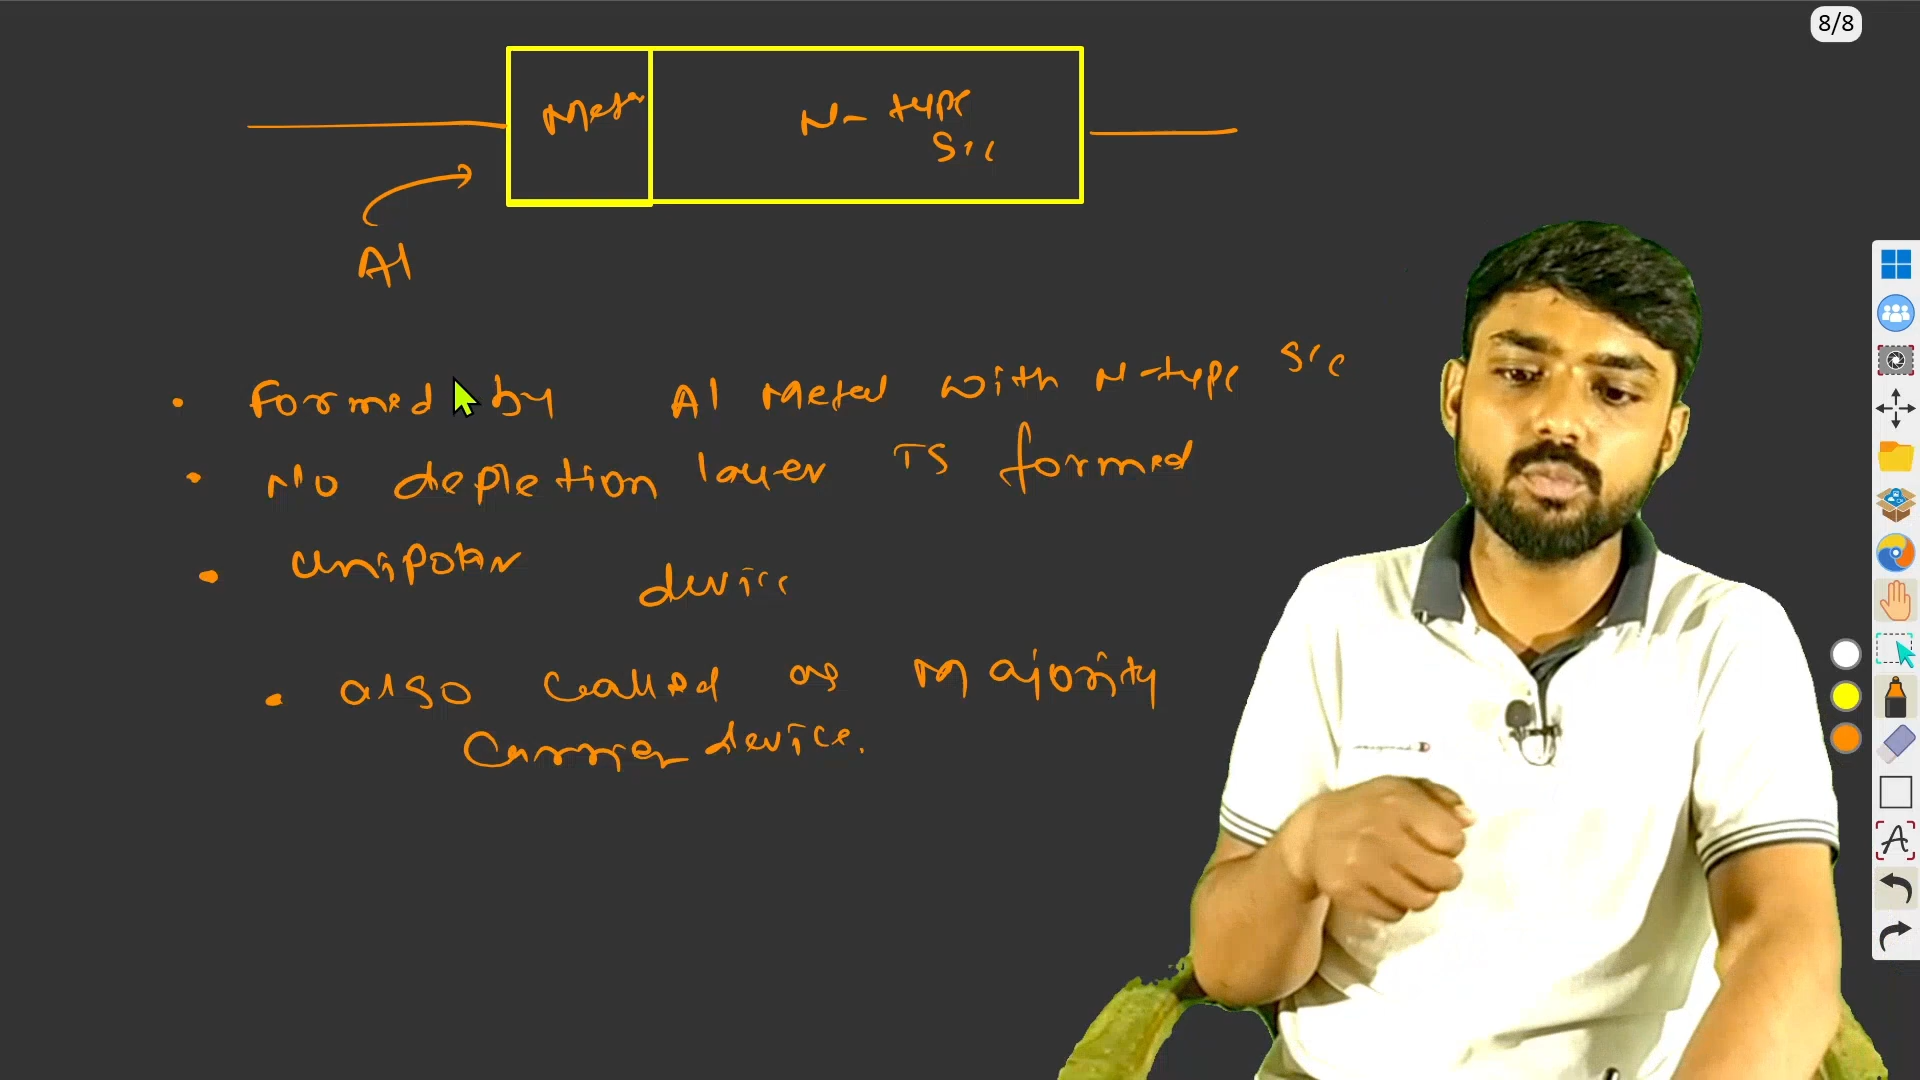 8/8
Meta
N- type
S/C
Al
• Formed by Al Metal with N-type S/C
• No depletion layer is formed
• unipolar device
• also called as majority
Carrier device.